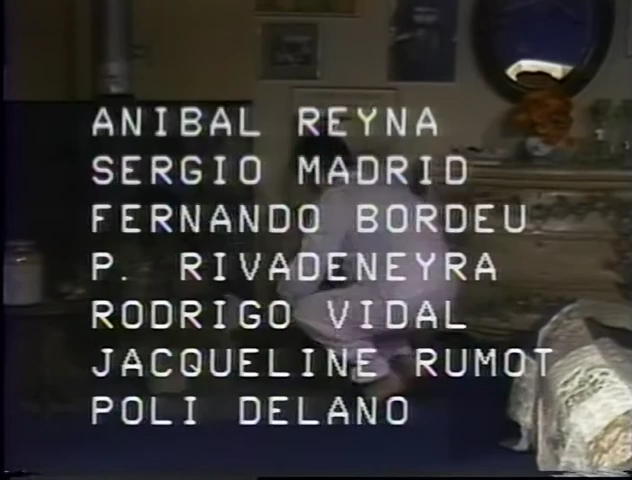 ANIBAL REYNA
SERGIO MADRID
FERNANDO BORDEU
P. RIVADENEYRA
RODRIGO VIDAL
JACQUELINE RUMOT
POLI DELANO